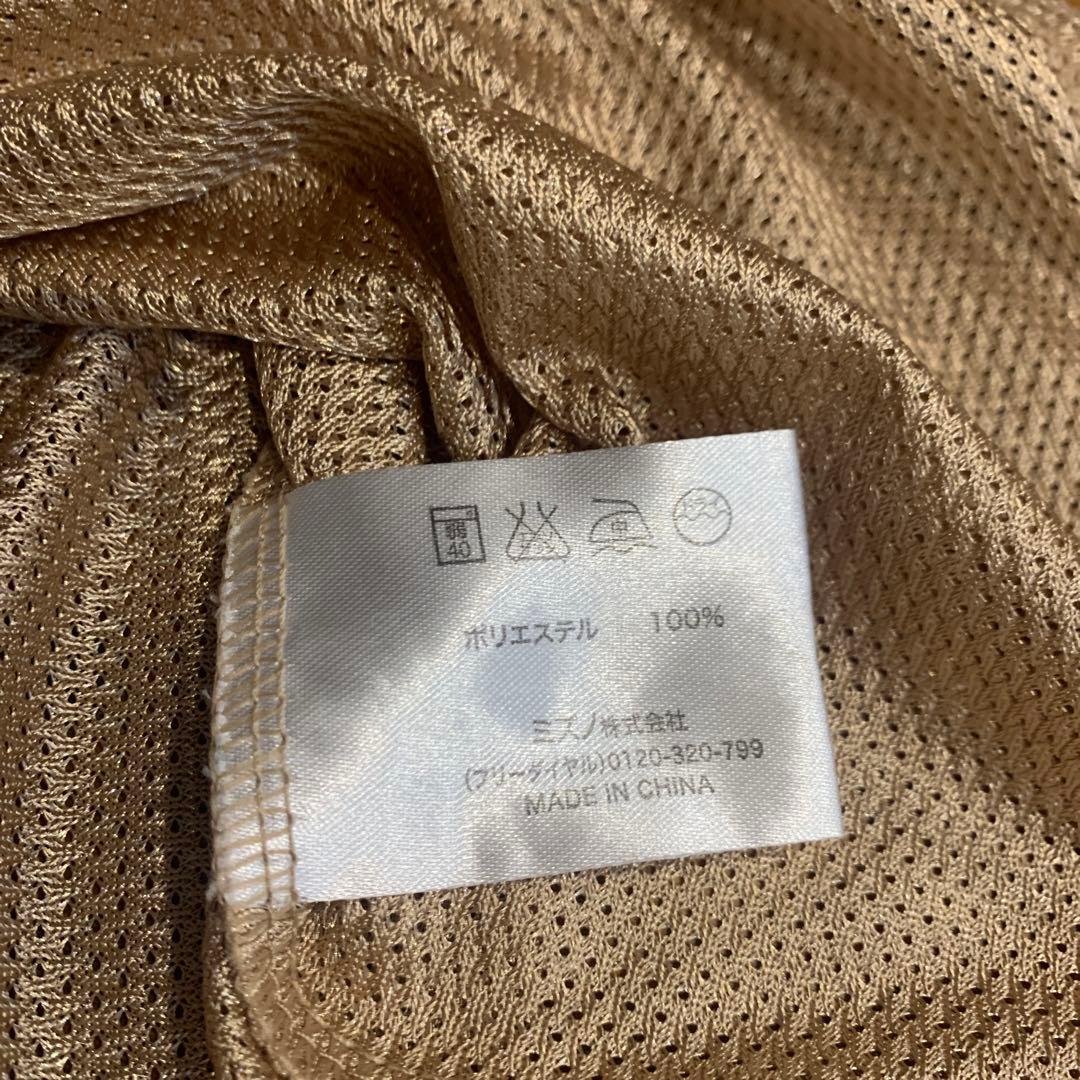 弱
40
中
ポリエステル 100%
ミズノ株式会社
(フリーダイヤル)0120-320-799
MADE IN CHINA